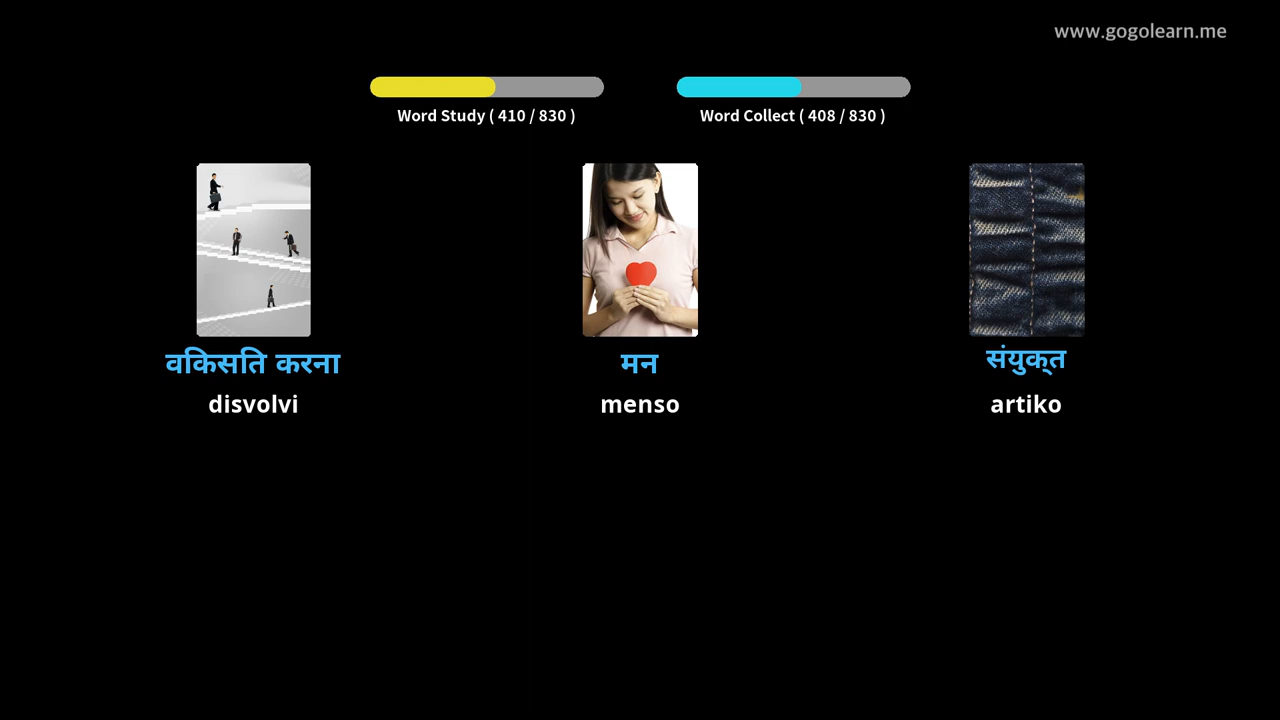 www.gogolearn.me
Word Study ( 410 / 830 )
Word Collect ( 408 / 830 )
वकिसति करना
मन
संयुक्त
disvolvi
menso
artiko